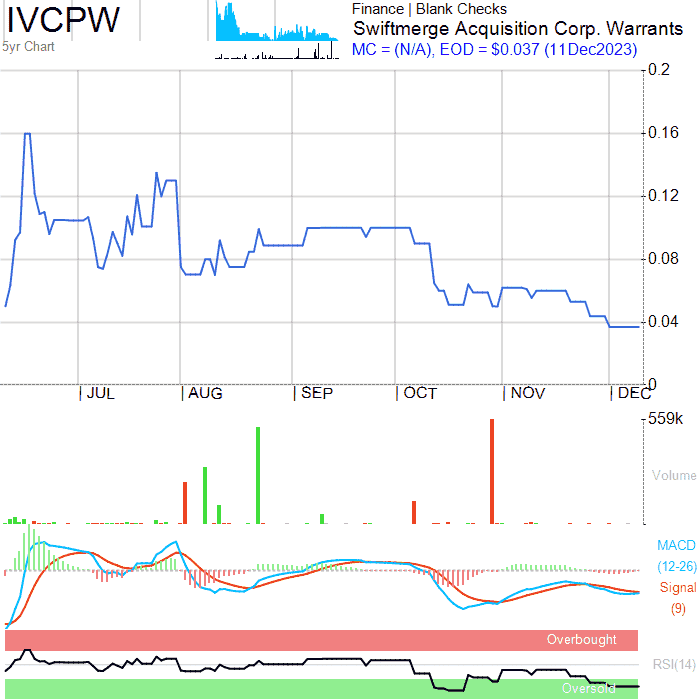 IVCPW
5yr Chart
Finance | Blank Checks
Swiftmerge Acquisition Corp. Warrants
MC = (N/A), EOD = $0.037 (11Dec2023)
0.2
0.16
0.12
0.08
0.04
0
JUL
AUG
SEP
OCT
NOV
DEC
559k
Volume
MACD
(12-26)
Signal
(9)
Overbought
RSI(14)
Oversold